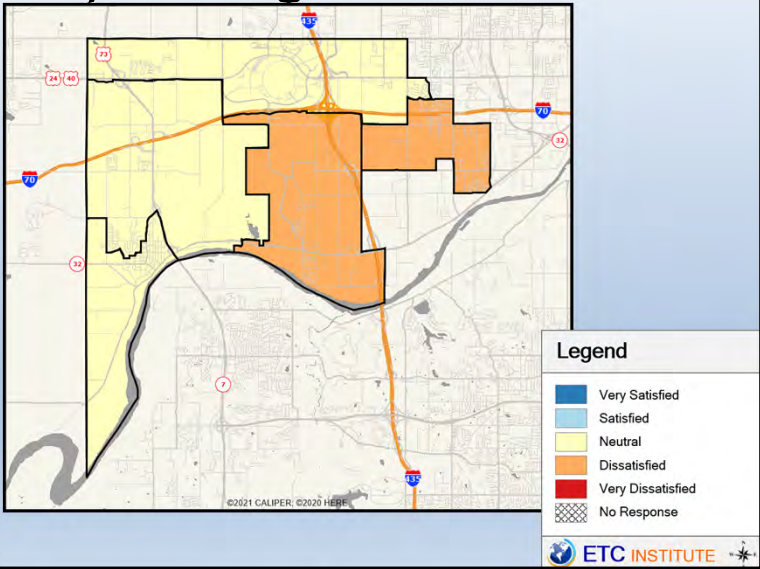 435
73
24
40
70
32
70
32
7
435
©2021 CALIPER; ©2020 HERE
Legend
Very Satisfied
Satisfied
Neutral
Dissatisfied
Very Dissatisfied
No Response
ETC INSTITUTE